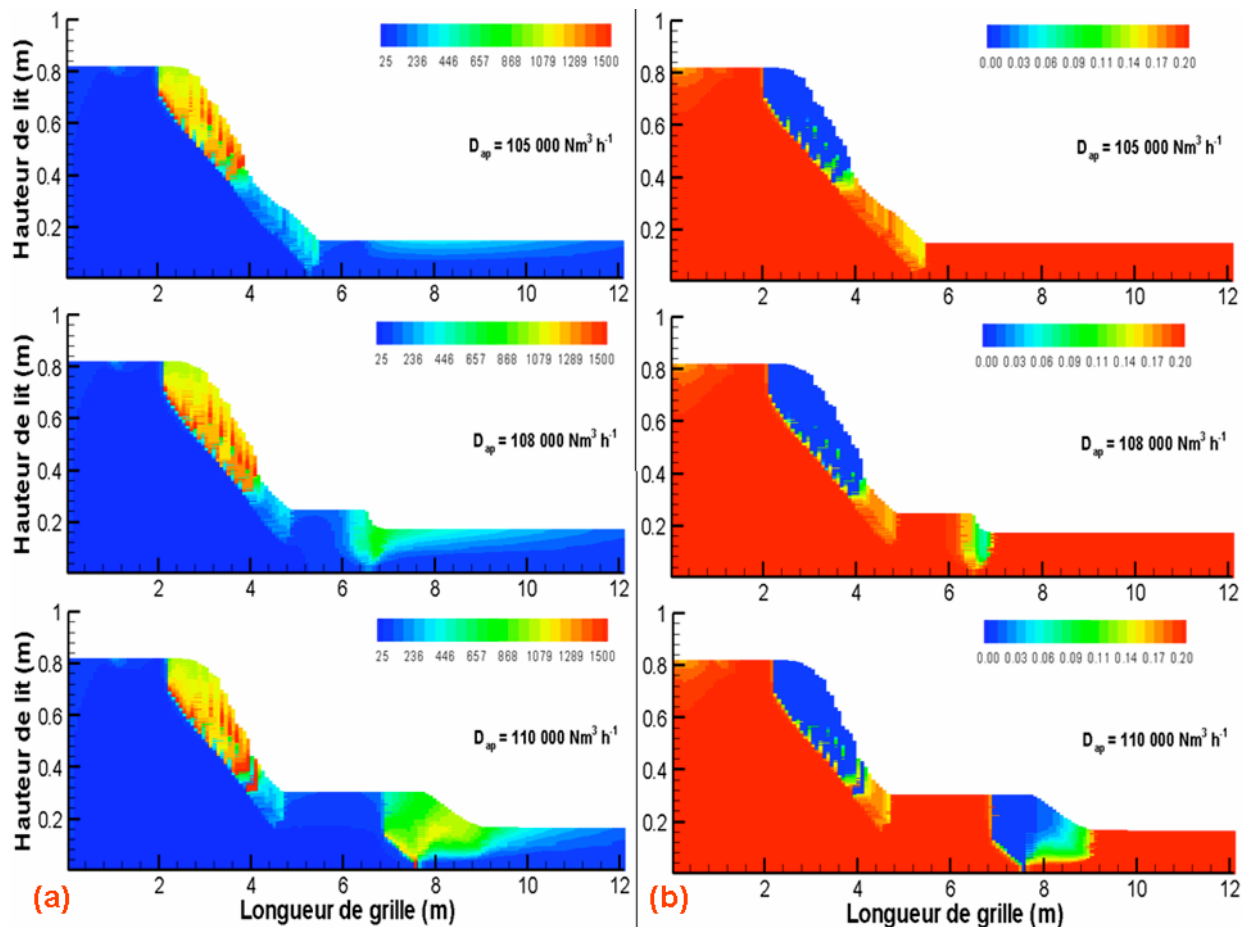 1
25 236 446 657 868 1079 1289 1500
0.8
0.6
D_ap = 105 000 Nm³ h⁻¹
0.4
0.2
2 4 6 8 10 12
Hauteur de lit (m)
1
25 236 446 657 868 1079 1289 1500
0.8
0.6
D_ap = 108 000 Nm³ h⁻¹
0.4
0.2
2 4 6 8 10 12
Hauteur de lit (m)
1
25 236 446 657 868 1079 1289 1500
0.8
0.6
D_ap = 110 000 Nm³ h⁻¹
0.4
0.2
2 4 6 8 10 12
Hauteur de lit (m)
(a)
Longueur de grille (m)
1
0.00 0.03 0.06 0.09 0.11 0.14 0.17 0.20
0.8
0.6
D_ap = 105 000 Nm³ h⁻¹
0.4
0.2
2 4 6 8 10 12
1
0.00 0.03 0.06 0.09 0.11 0.14 0.17 0.20
0.8
0.6
D_ap = 108 000 Nm³ h⁻¹
0.4
0.2
2 4 6 8 10 12
1
0.00 0.03 0.06 0.09 0.11 0.14 0.17 0.20
0.8
0.6
D_ap = 110 000 Nm³ h⁻¹
0.4
0.2
2 4 6 8 10 12
(b)
Longueur de grille (m)